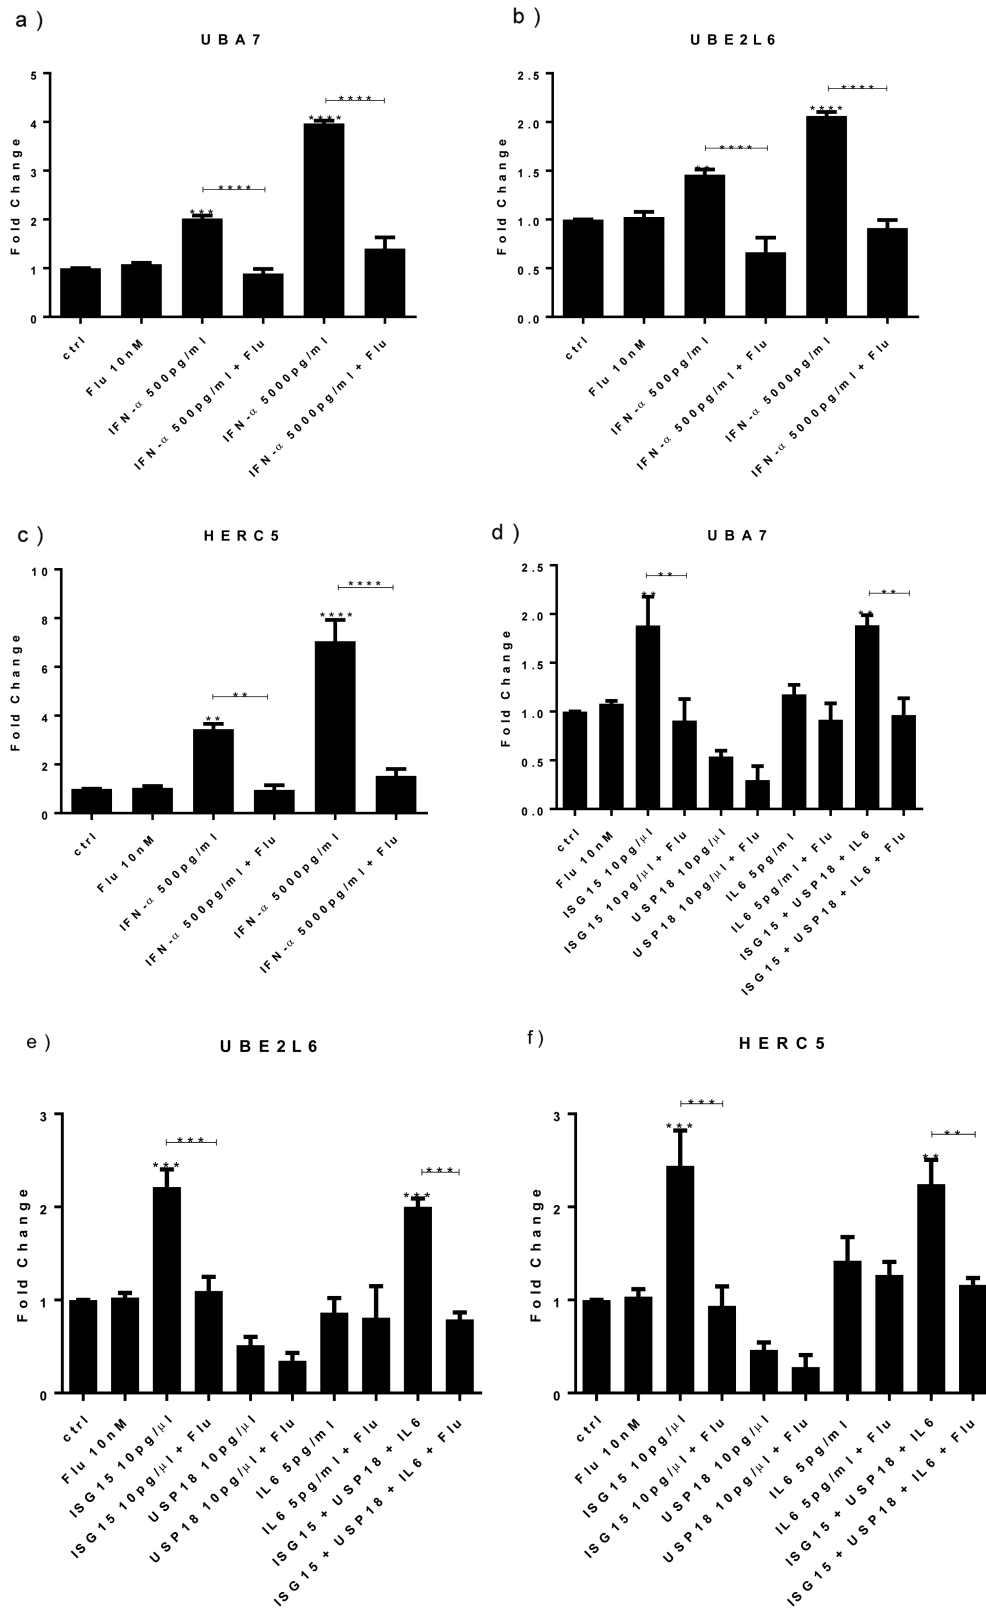 a)
UBA7
Fold Change
5
4
3
2
1
0
***
****
****
****
ctrl
Flu 10nM
IFN-α 500pg/ml
IFN-α 500pg/ml + Flu
IFN-α 5000pg/ml
IFN-α 5000pg/ml + Flu
b)
UBE2L6
Fold Change
2.5
2.0
1.5
1.0
0.5
0.0
**
****
****
****
ctrl
Flu 10nM
IFN-α 500pg/ml
IFN-α 500pg/ml + Flu
IFN-α 5000pg/ml
IFN-α 5000pg/ml + Flu
c)
HERC5
Fold Change
10
8
6
4
2
0
**
**
****
****
ctrl
Flu 10nM
IFN-α 500pg/ml
IFN-α 500pg/ml + Flu
IFN-α 5000pg/ml
IFN-α 5000pg/ml + Flu
d)
UBA7
Fold Change
2.5
2.0
1.5
1.0
0.5
0.0
**
**
**
**
ctrl
Flu 10nM
ISG15 10pg/μl
ISG15 10pg/μl + Flu
USP18 10pg/μl
USP18 10pg/μl + Flu
IL6 5pg/ml
IL6 5pg/ml + Flu
ISG15 + USP18 + IL6
ISG15 + USP18 + IL6 + Flu
e)
UBE2L6
Fold Change
3
2
1
0
***
***
***
***
ctrl
Flu 10nM
ISG15 10pg/μl
ISG15 10pg/μl + Flu
USP18 10pg/μl
USP18 10pg/μl + Flu
IL6 5pg/ml
IL6 5pg/ml + Flu
ISG15 + USP18 + IL6
ISG15 + USP18 + IL6 + Flu
f)
HERC5
Fold Change
3
2
1
0
***
***
**
**
ctrl
Flu 10nM
ISG15 10pg/μl
ISG15 10pg/μl + Flu
USP18 10pg/μl
USP18 10pg/μl + Flu
IL6 5pg/ml
IL6 5pg/ml + Flu
ISG15 + USP18 + IL6
ISG15 + USP18 + IL6 + Flu